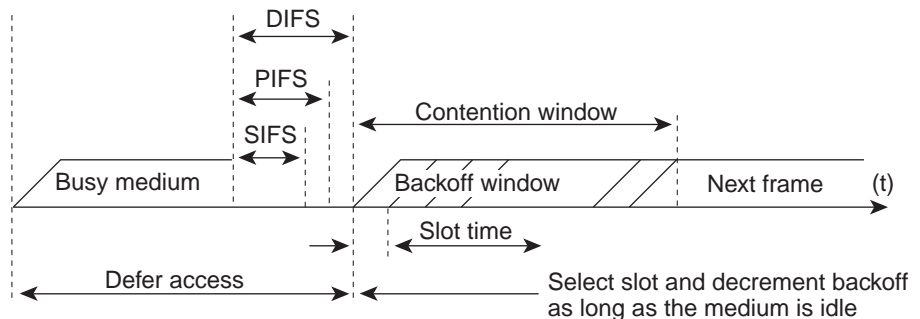 DIFS
PIFS
Contention window
SIFS
Busy medium
Backoff window
Next frame
(t)
Slot time
Defer access
Select slot and decrement backoff
as long as the medium is idle